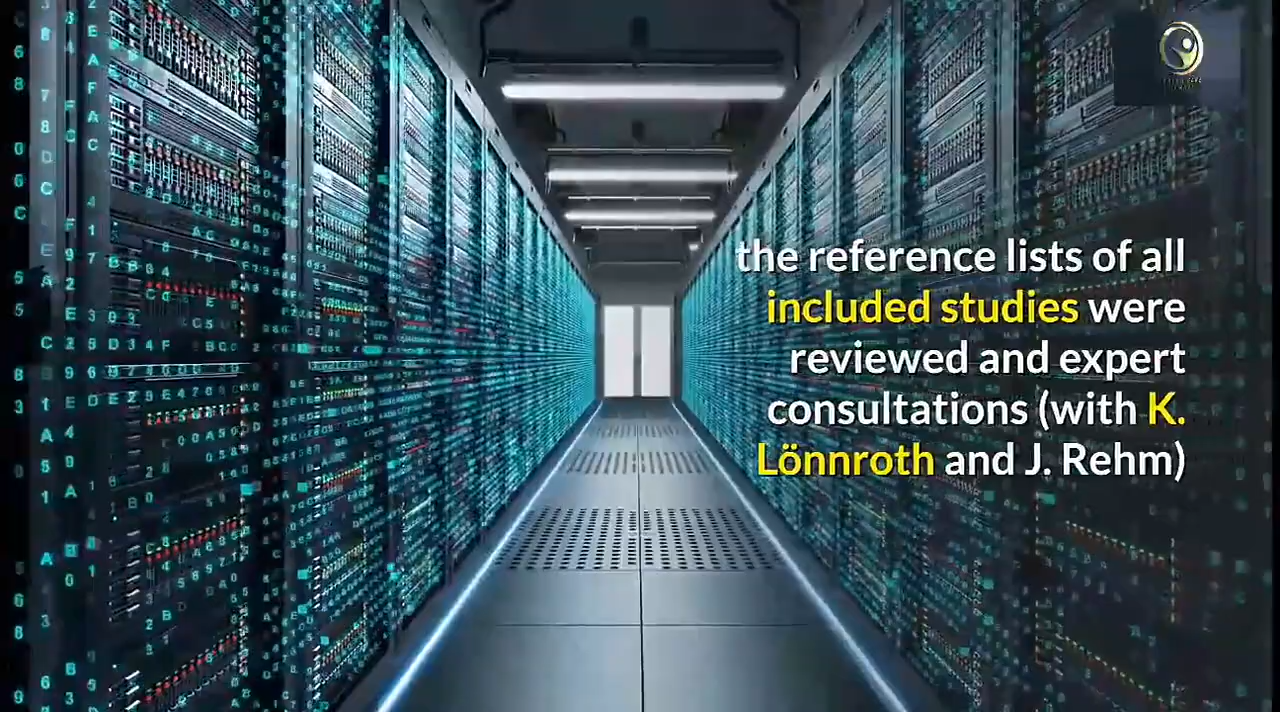 the reference lists of all
included studies were
reviewed and expert
consultations (with K.
Lönnroth and J. Rehm)